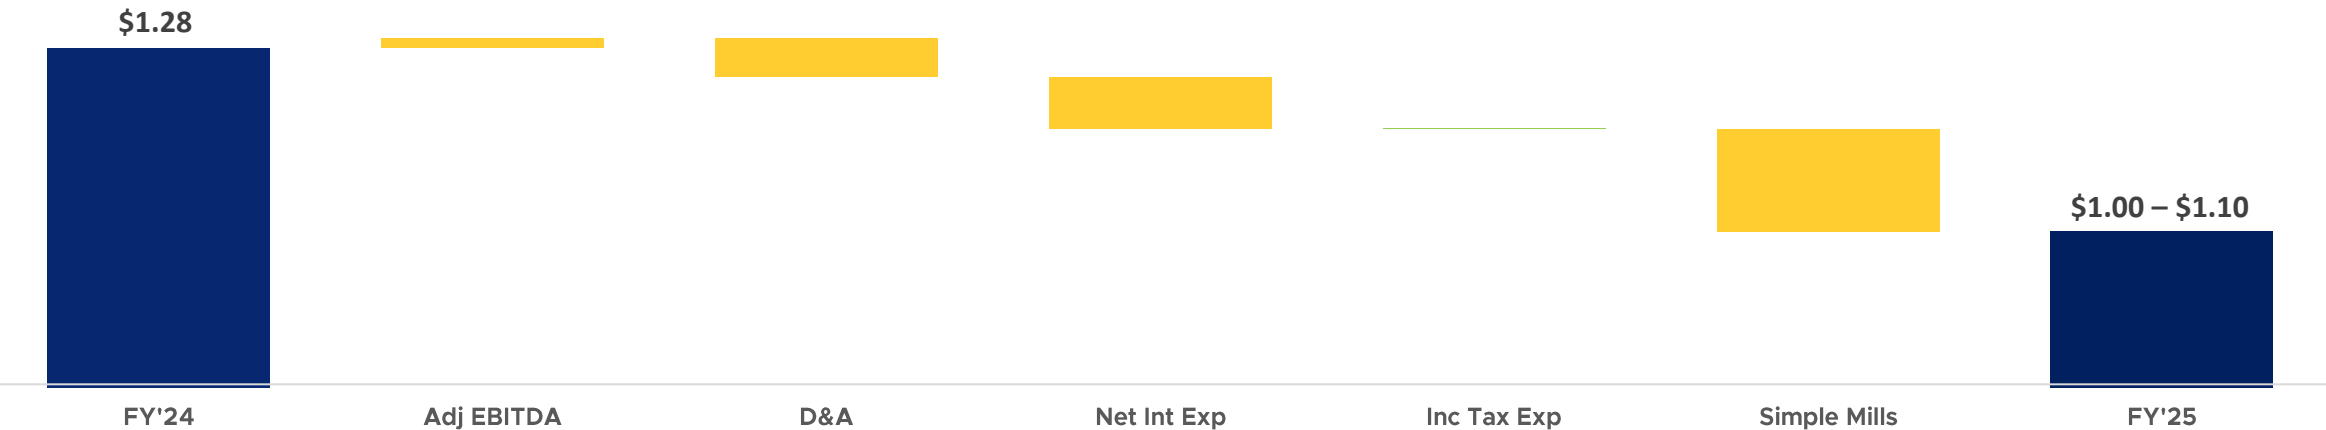 $1.28
$1.00 – $1.10
FY'24 Adj EBITDA D&A Net Int Exp Inc Tax Exp Simple Mills FY'25